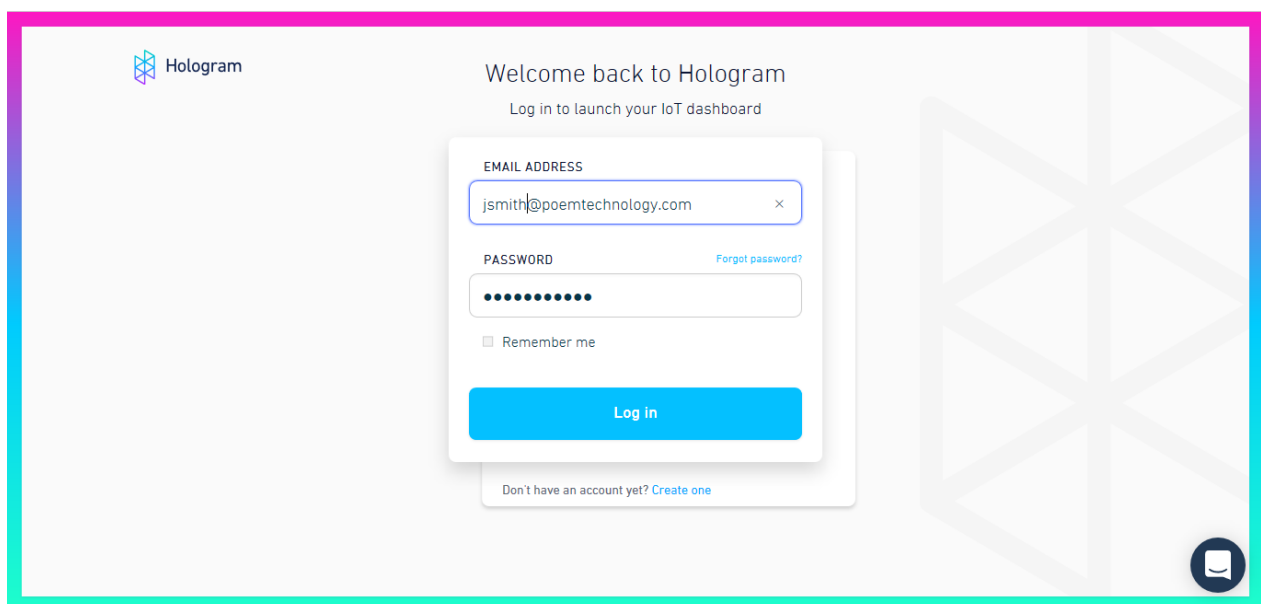 Hologram
Welcome back to Hologram
Log in to launch your IoT dashboard
EMAIL ADDRESS
jsmith@poemtechnology.com
PASSWORD Forgot password?
•••••••••••
Remember me
Log in
Don't have an account yet? Create one